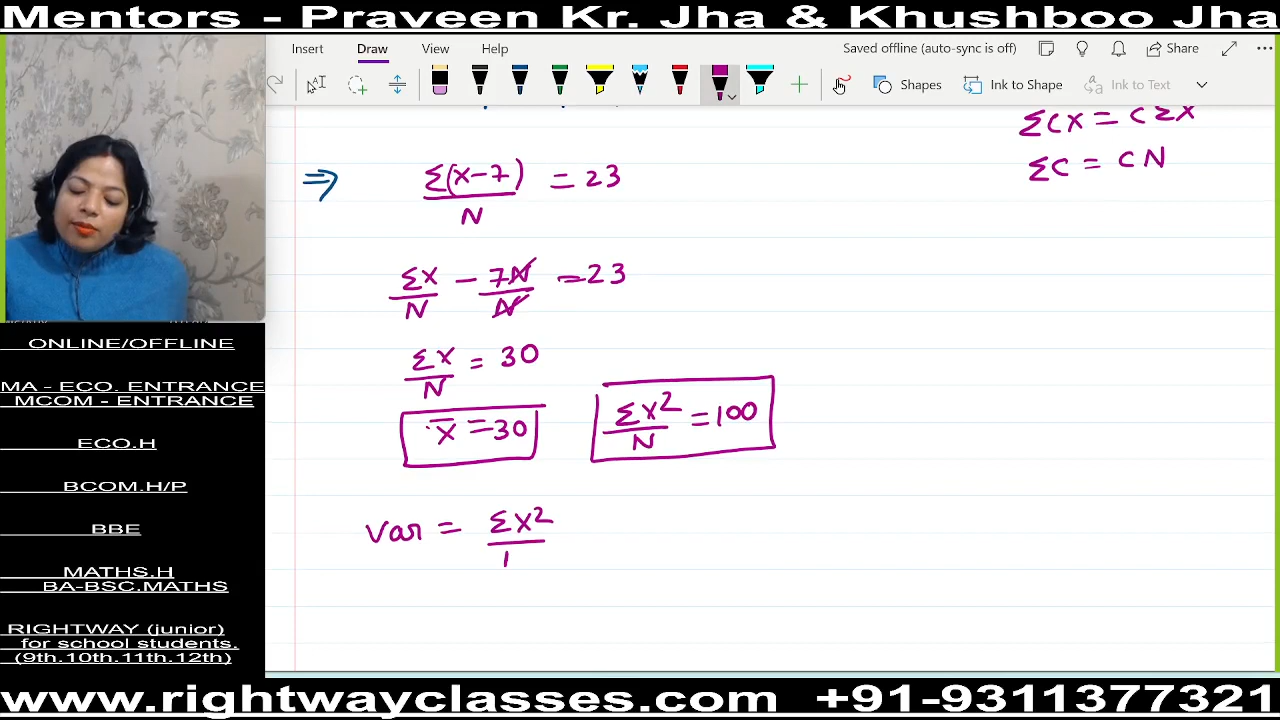 Mentors - Praveen Kr. Jha & Khushboo Jha
Insert Draw View Help Saved offline (auto-sync is off) Share
Shapes Ink to Shape Ink to Text
ΣCX = CΣX
ΣC = CN
⇒ Σ(X-7)/N = 23
ΣX/N - 7N/N = 23
ΣX/N = 30
X̄ = 30
ΣX²/N = 100
Var = ΣX²
ONLINE/OFFLINE
MA - ECO. ENTRANCE
MCOM - ENTRANCE
ECO.H
BCOM.H/P
BBE
MATHS.H
BA-BSC.MATHS
RIGHTWAY (junior)
for school students.
(9th.10th.11th.12th)
www.rightwayclasses.com +91-9311377321